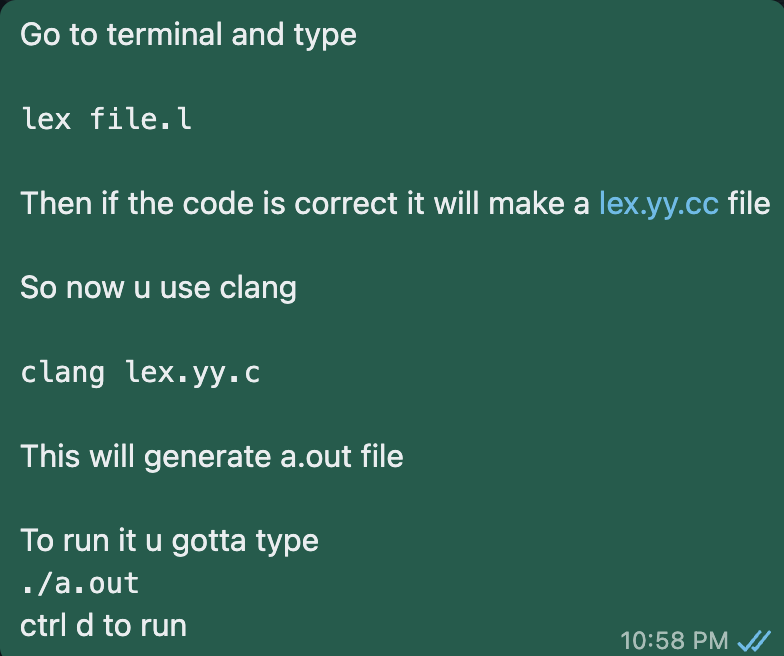 Go to terminal and type
lex file.l
Then if the code is correct it will make a lex.yy.cc file
So now u use clang
clang lex.yy.c
This will generate a.out file
To run it u gotta type
./a.out
ctrl d to run
10:58 PM